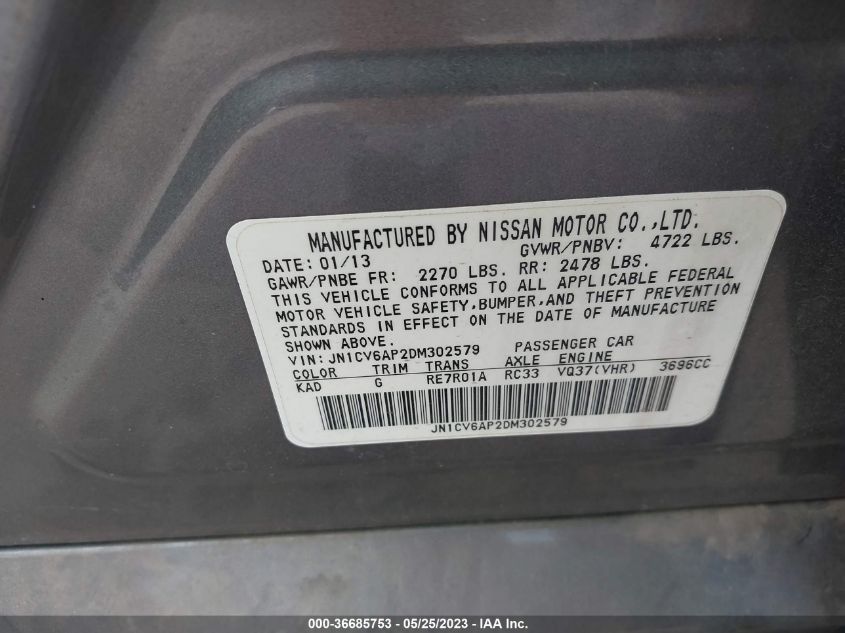 MANUFACTURED BY NISSAN MOTOR CO.,LTD.
DATE: 01/13 GVWR/PNBV: 4722 LBS.
GAWR/PNBE FR: 2270 LBS. RR: 2478 LBS.
THIS VEHICLE CONFORMS TO ALL APPLICABLE FEDERAL
MOTOR VEHICLE SAFETY,BUMPER,AND THEFT PREVENTION
STANDARDS IN EFFECT ON THE DATE OF MANUFACTURE
SHOWN ABOVE.
VIN: JN1CV6AP2DM302579 PASSENGER CAR
COLOR TRIM TRANS AXLE ENGINE
KAD G RE7R01A RC33 VQ37(VHR) 3696CC
JN1CV6AP2DM302579
000-36685753 - 05/25/2023 - © TRA - IAAI.COM